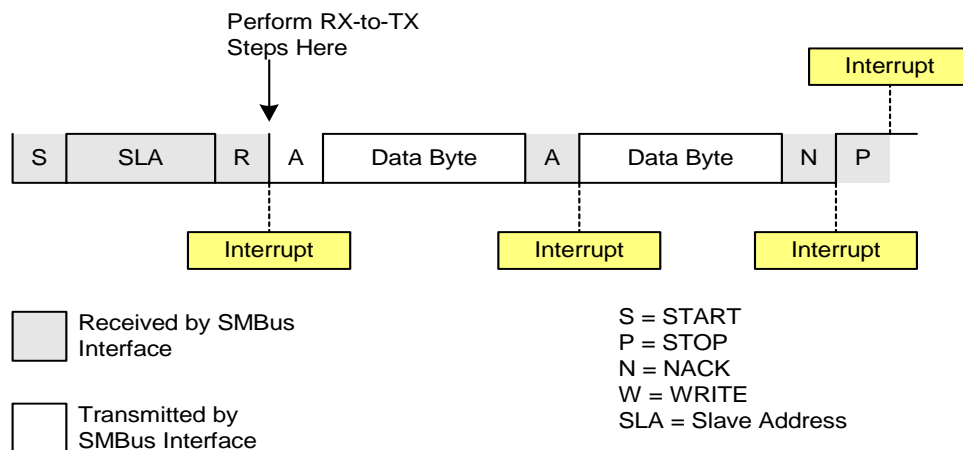 Perform RX-to-TX
Steps Here
Interrupt
S SLA R A Data Byte A Data Byte N P
Interrupt Interrupt Interrupt
Received by SMBus
Interface
Transmitted by
SMBus Interface
S = START
P = STOP
N = NACK
W = WRITE
SLA = Slave Address